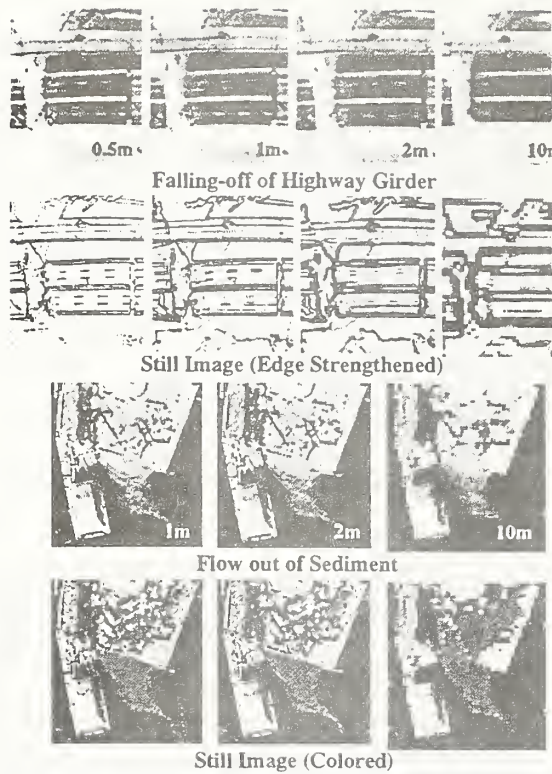 0.5m 1m 2m 10m
Falling-off of Highway Girder
Still Image (Edge Strengthened)
1m 2m 10m
Flow out of Sediment
Still Image (Colored)